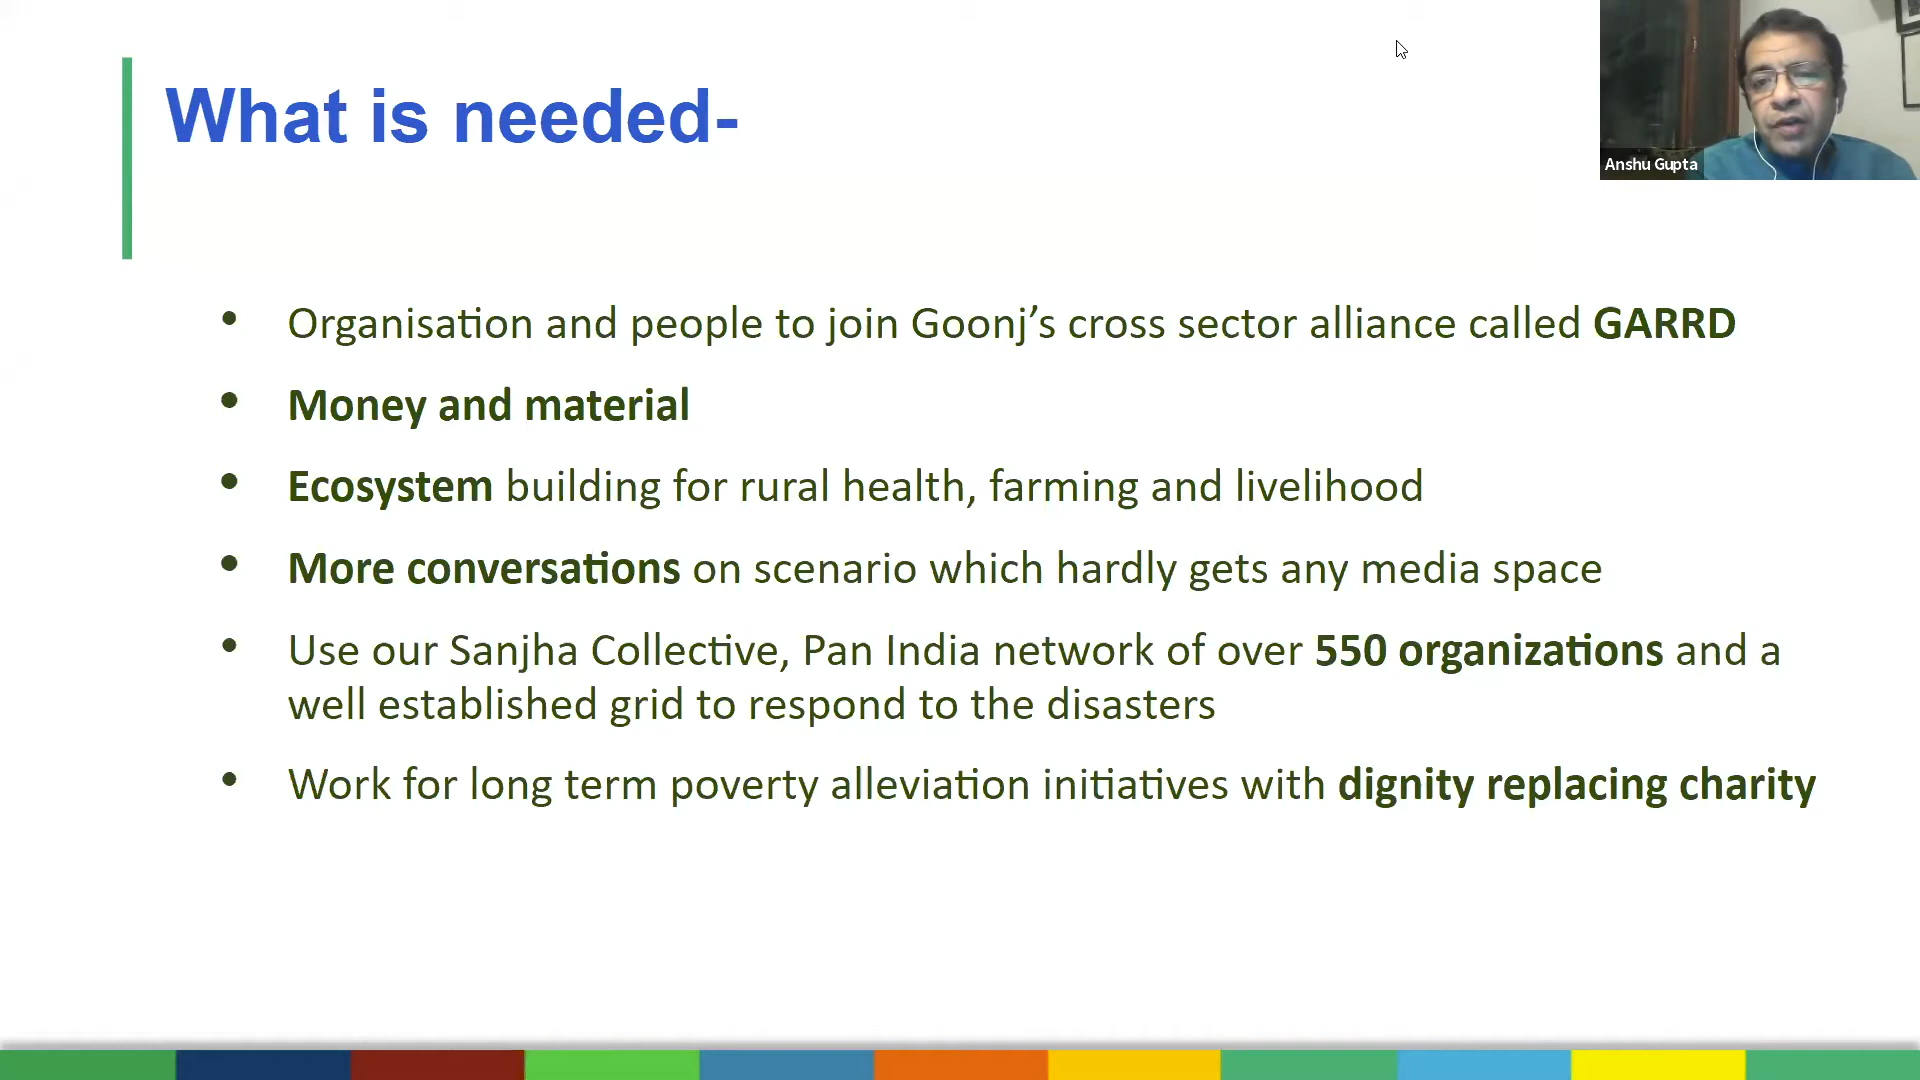 What is needed-
Anshu Gupta
• Organisation and people to join Goonj’s cross sector alliance called GARRD
• Money and material
• Ecosystem building for rural health, farming and livelihood
• More conversations on scenario which hardly gets any media space
• Use our Sanjha Collective, Pan India network of over 550 organizations and a
well established grid to respond to the disasters
• Work for long term poverty alleviation initiatives with dignity replacing charity